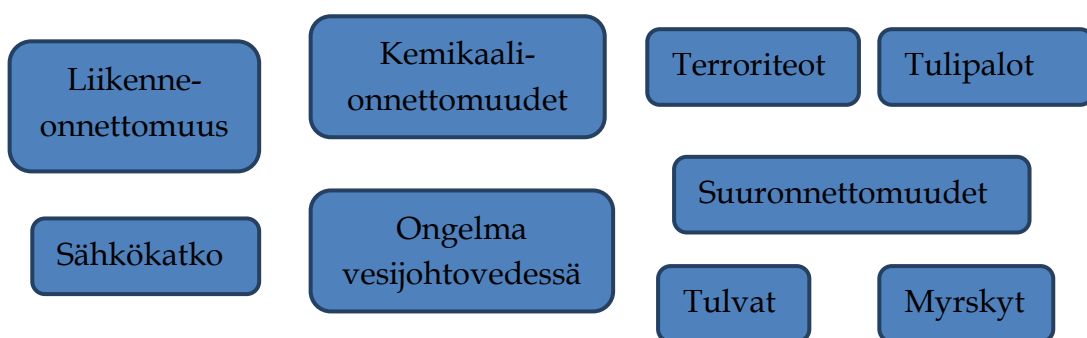 Liikenne-
onnettomuus
Kemikaali-
onnettomuudet
Terroriteot
Tulipalot
Suuronnettomuudet
Sähkökatko
Ongelma
vesijohtovedessä
Tulvat
Myrskyt